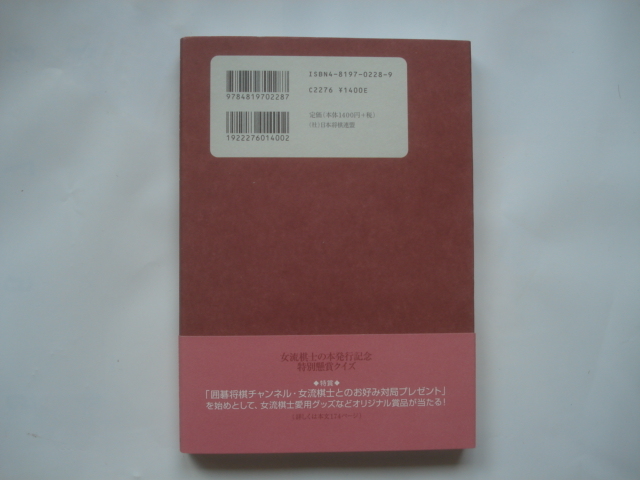 ISBN4-8197-0228-9
C2276 ¥1400E
9784819702287
定価(本体1400円+税)
(社)日本将棋連盟
1922276014002
女流棋士の本発行記念
特別懸賞クイズ
◆特賞◆
「囲碁将棋チャンネル・女流棋士とのお好み対局プレゼント」
を始めとして、女流棋士愛用グッズなどオリジナル賞品が当たる!